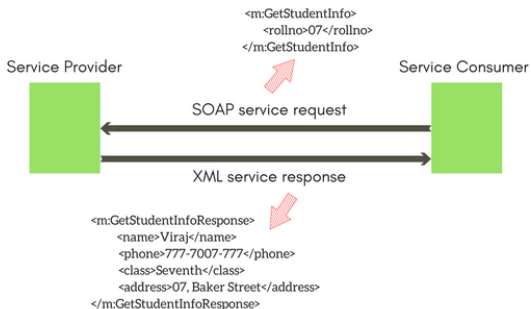 <m:GetStudentInfo>
<rollno>07</rollno>
</m:GetStudentInfo>
Service Provider
Service Consumer
SOAP service request
XML service response
<m:GetStudentInfoResponse>
<name>Viraj</name>
<phone>777-7007-777</phone>
<class>Seventh</class>
<address>07, Baker Street</address>
</m:GetStudentInfoResponse>